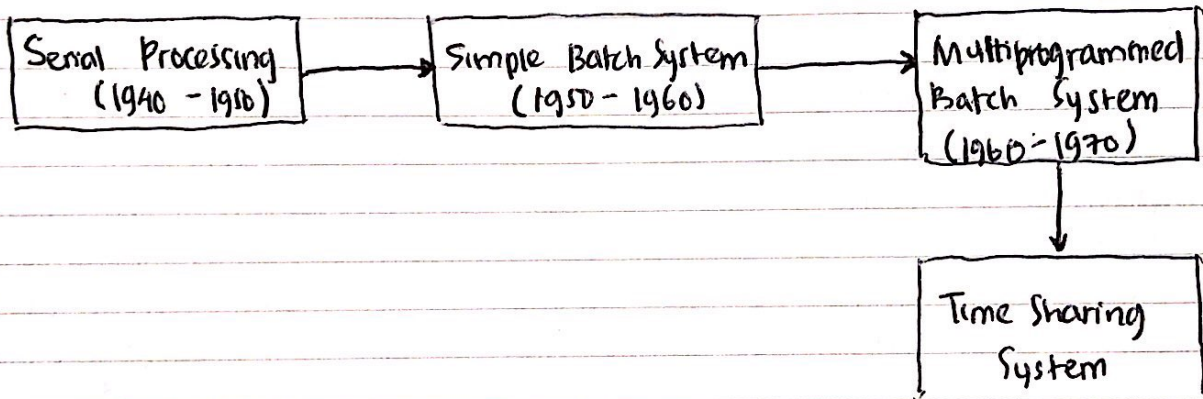 Serial Processing
(1940 - 1950)
Simple Batch System
(1950 - 1960)
Multiprogrammed
Batch System
(1960 - 1970)
Time Sharing
System